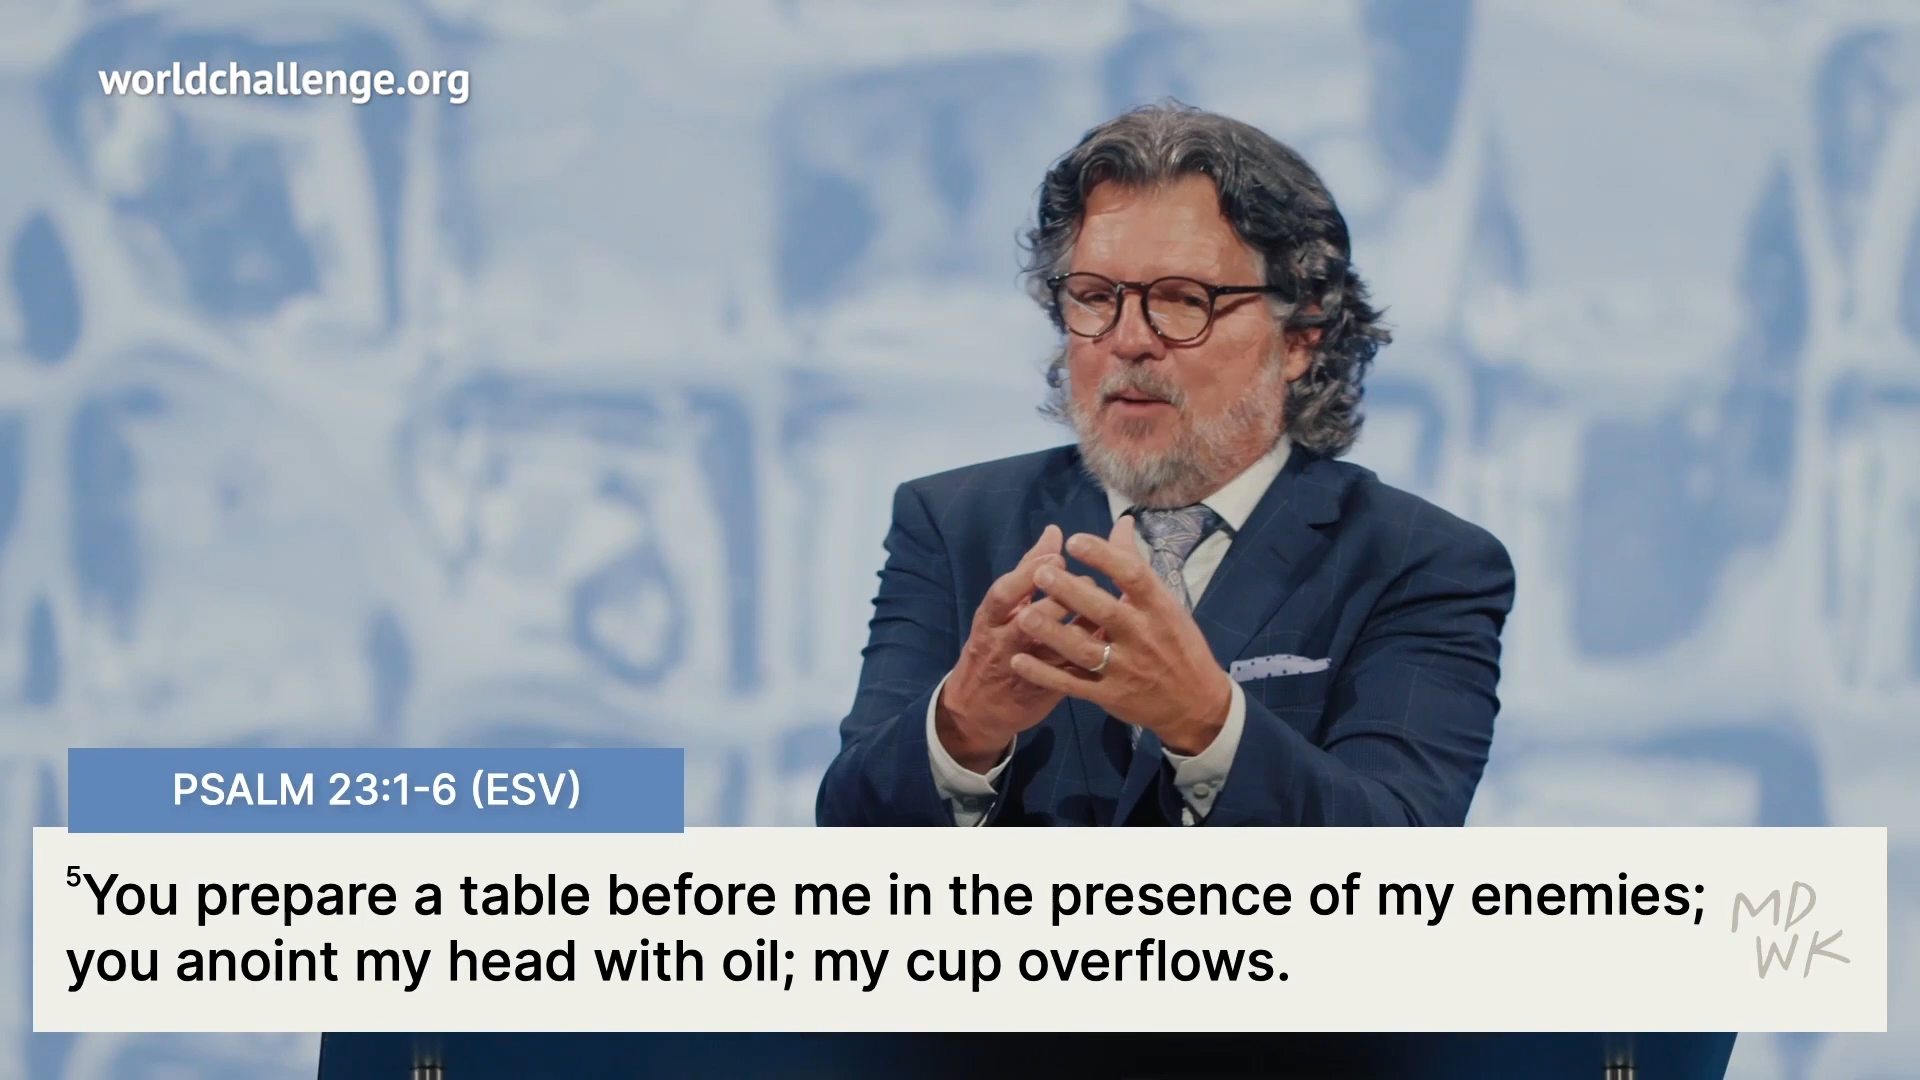 worldchallenge.org
PSALM 23:1-6 (ESV)
5You prepare a table before me in the presence of my enemies;
you anoint my head with oil; my cup overflows.
MD
WK